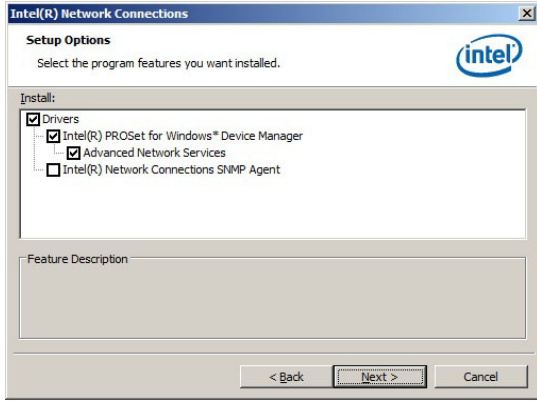 Intel(R) Network Connections
Setup Options
Select the program features you want installed.
intel
Install:
Drivers
Intel(R) PROSet for Windows* Device Manager
Advanced Network Services
Intel(R) Network Connections SNMP Agent
Feature Description
< Back
Next >
Cancel